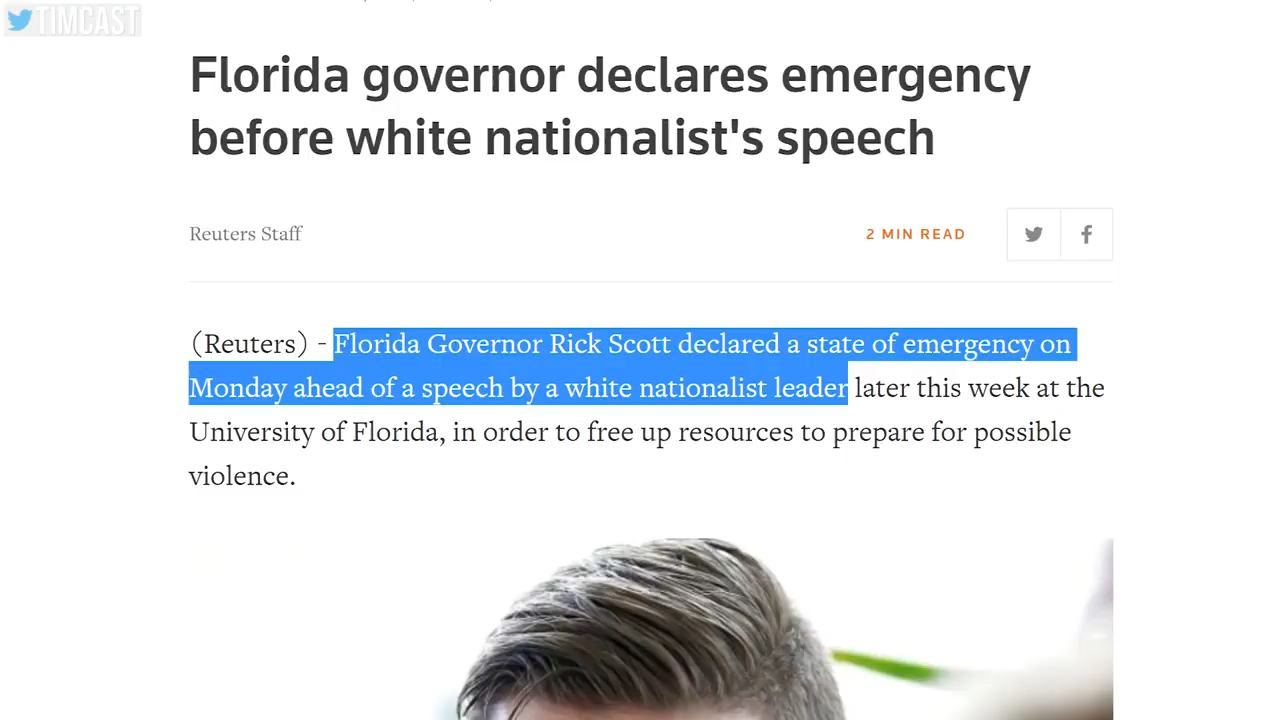 TIMCAST
Florida governor declares emergency
before white nationalist's speech
Reuters Staff
2 MIN READ
(Reuters) - Florida Governor Rick Scott declared a state of emergency on
Monday ahead of a speech by a white nationalist leader later this week at the
University of Florida, in order to free up resources to prepare for possible
violence.